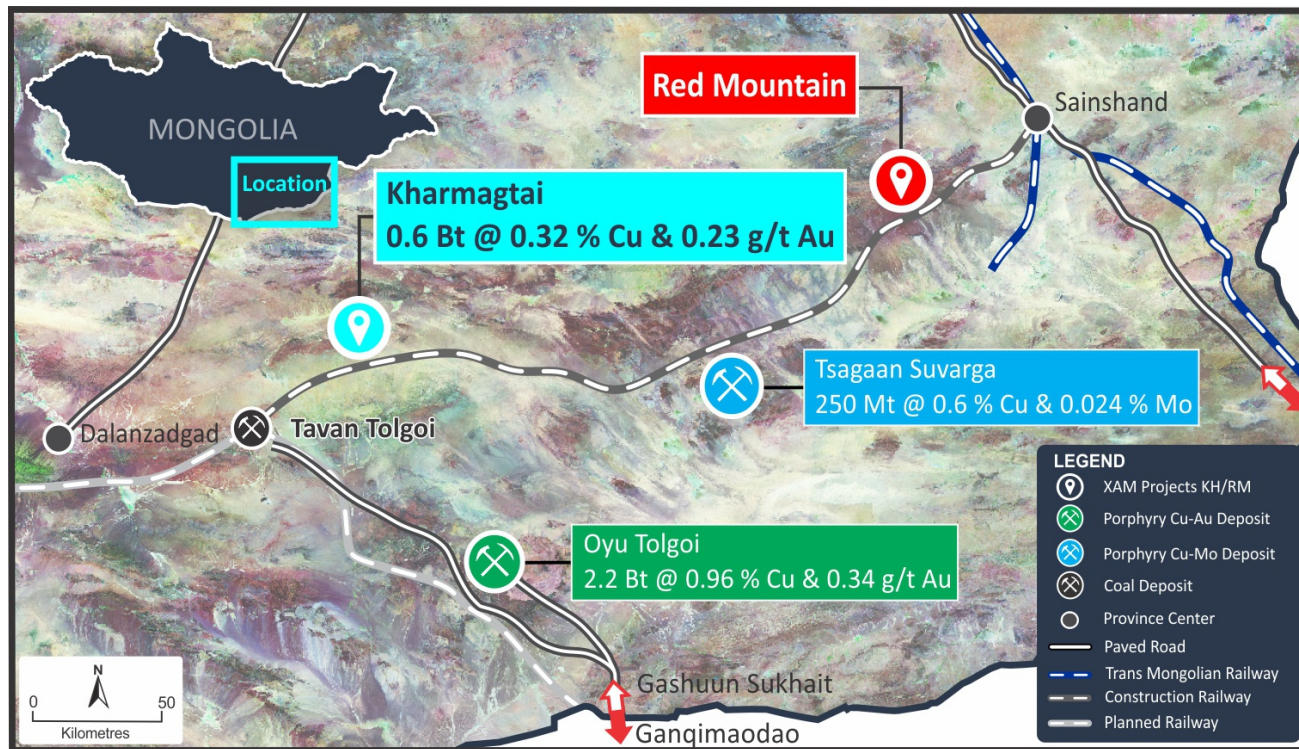 MONGOLIA
Location
Red Mountain
Sainshand
Kharmagtai
0.6 Bt @ 0.32 % Cu & 0.23 g/t Au
Tsagaan Suvarga
250 Mt @ 0.6 % Cu & 0.024 % Mo
Dalanzadgad
Tavan Tolgoi
Oyu Tolgoi
2.2 Bt @ 0.96 % Cu & 0.34 g/t Au
Gashuun Sukhait
Ganqimaodao
N
0 50
Kilometres
LEGEND
XAM Projects KH/RM
Porphyry Cu-Au Deposit
Porphyry Cu-Mo Deposit
Coal Deposit
Province Center
Paved Road
Trans Mongolian Railway
Construction Railway
Planned Railway